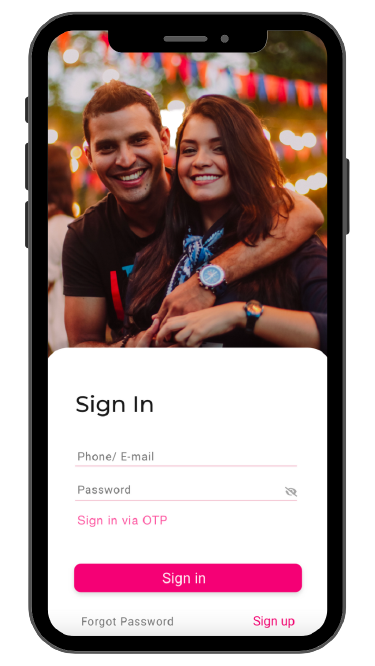 Sign In
Phone/ E-mail
Password
Sign in via OTP
Sign in
Forgot Password Sign up